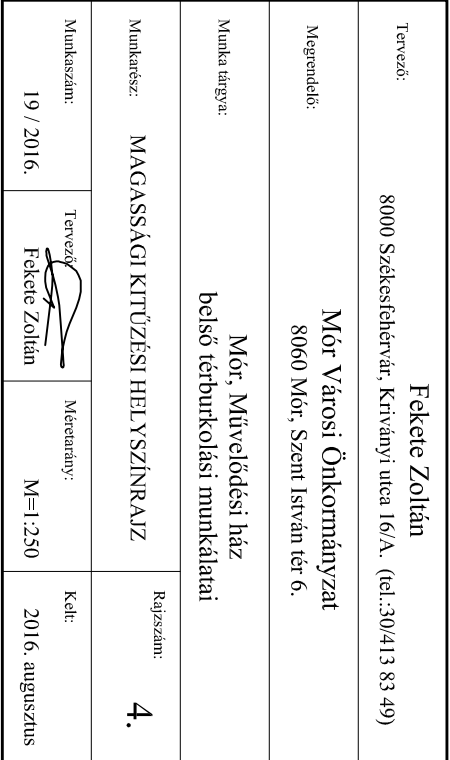 Tervező:
Fekete Zoltán
8000 Székesfehérvár, Kriványi utca 16/A. (tel.:30/413 83 49)
Megrendelő:
Mór Városi Önkormányzat
8060 Mór, Szent István tér 6.
Munka tárgya:
Mór, Művelődési ház
belső térburkolási munkálatai
Munkarész:
MAGASSÁGI KITŰZÉSI HELYSZÍNRAJZ
Rajzszám:
4.
Munkaszám:
19 / 2016.
Tervező:
Fekete Zoltán
Méretarány:
M=1:250
Kelt:
2016. augusztus